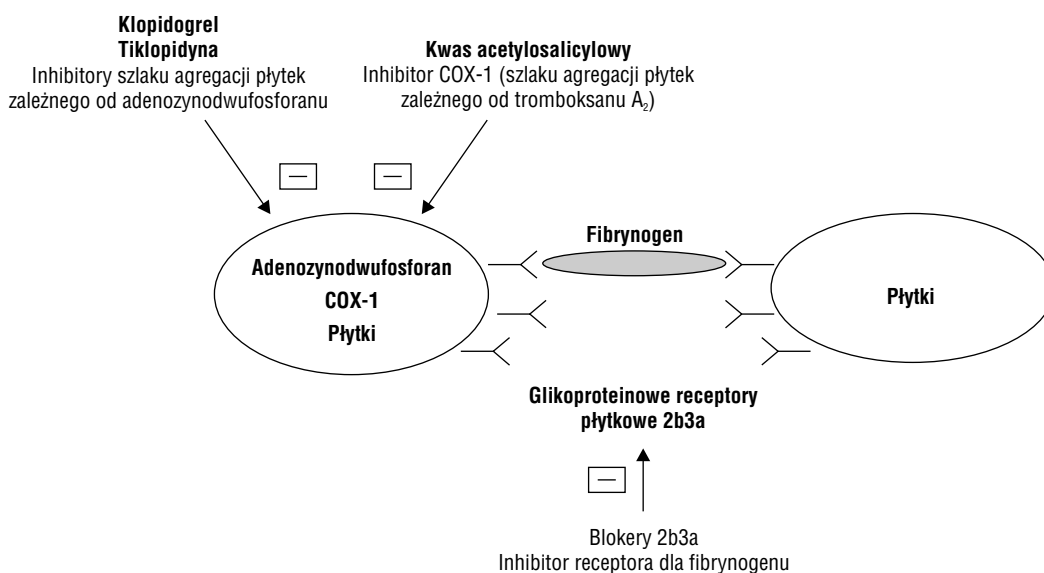 Klopidogrel
Tiklopidyna
Inhibitory szlaku agregacji płytek
zależnego od adenozynodwufosforanu
Kwas acetylosalicylowy
Inhibitor COX-1 (szlaku agregacji płytek
zależnego od tromboksanu A₂)
—
—
Fibrynogen
Adenozynodwufosforan
COX-1
Płytki
Płytki
Glikoproteinowe receptory
płytkowe 2b3a
—
Blokery 2b3a
Inhibitor receptora dla fibrynogenu